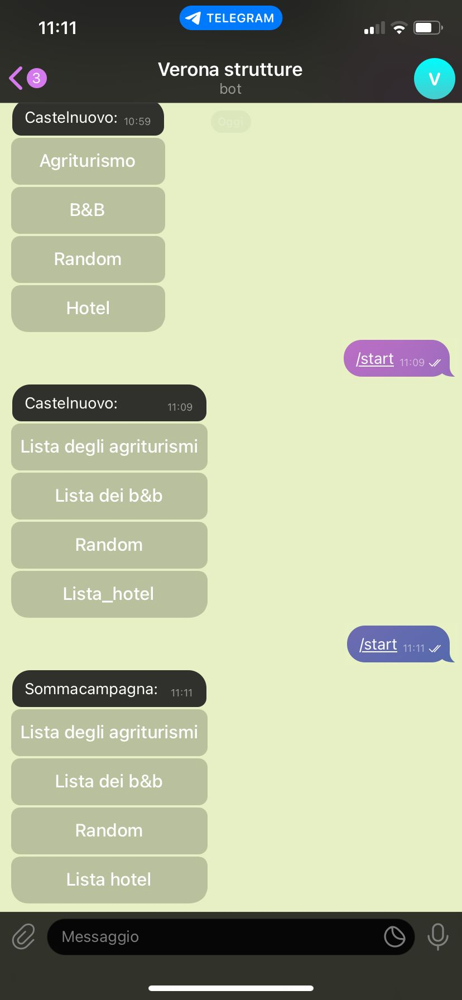 11:11
TELEGRAM
3
Verona strutture
bot
V
Castelnuovo: 10:59
Oggi
Agriturismo
B&B
Random
Hotel
/start 11:09
Castelnuovo: 11:09
Lista degli agriturismi
Lista dei b&b
Random
Lista_hotel
/start 11:11
Sommacampagna: 11:11
Lista degli agriturismi
Lista dei b&b
Random
Lista hotel
Messaggio